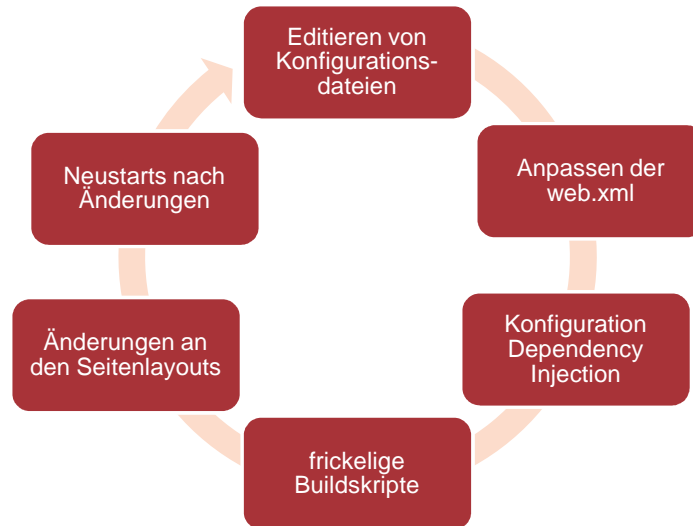 Editieren von
Konfigurations-
dateien
Anpassen der
web.xml
Konfiguration
Dependency
Injection
frickelige
Buildskripte
Änderungen an
den Seitenlayouts
Neustarts nach
Änderungen